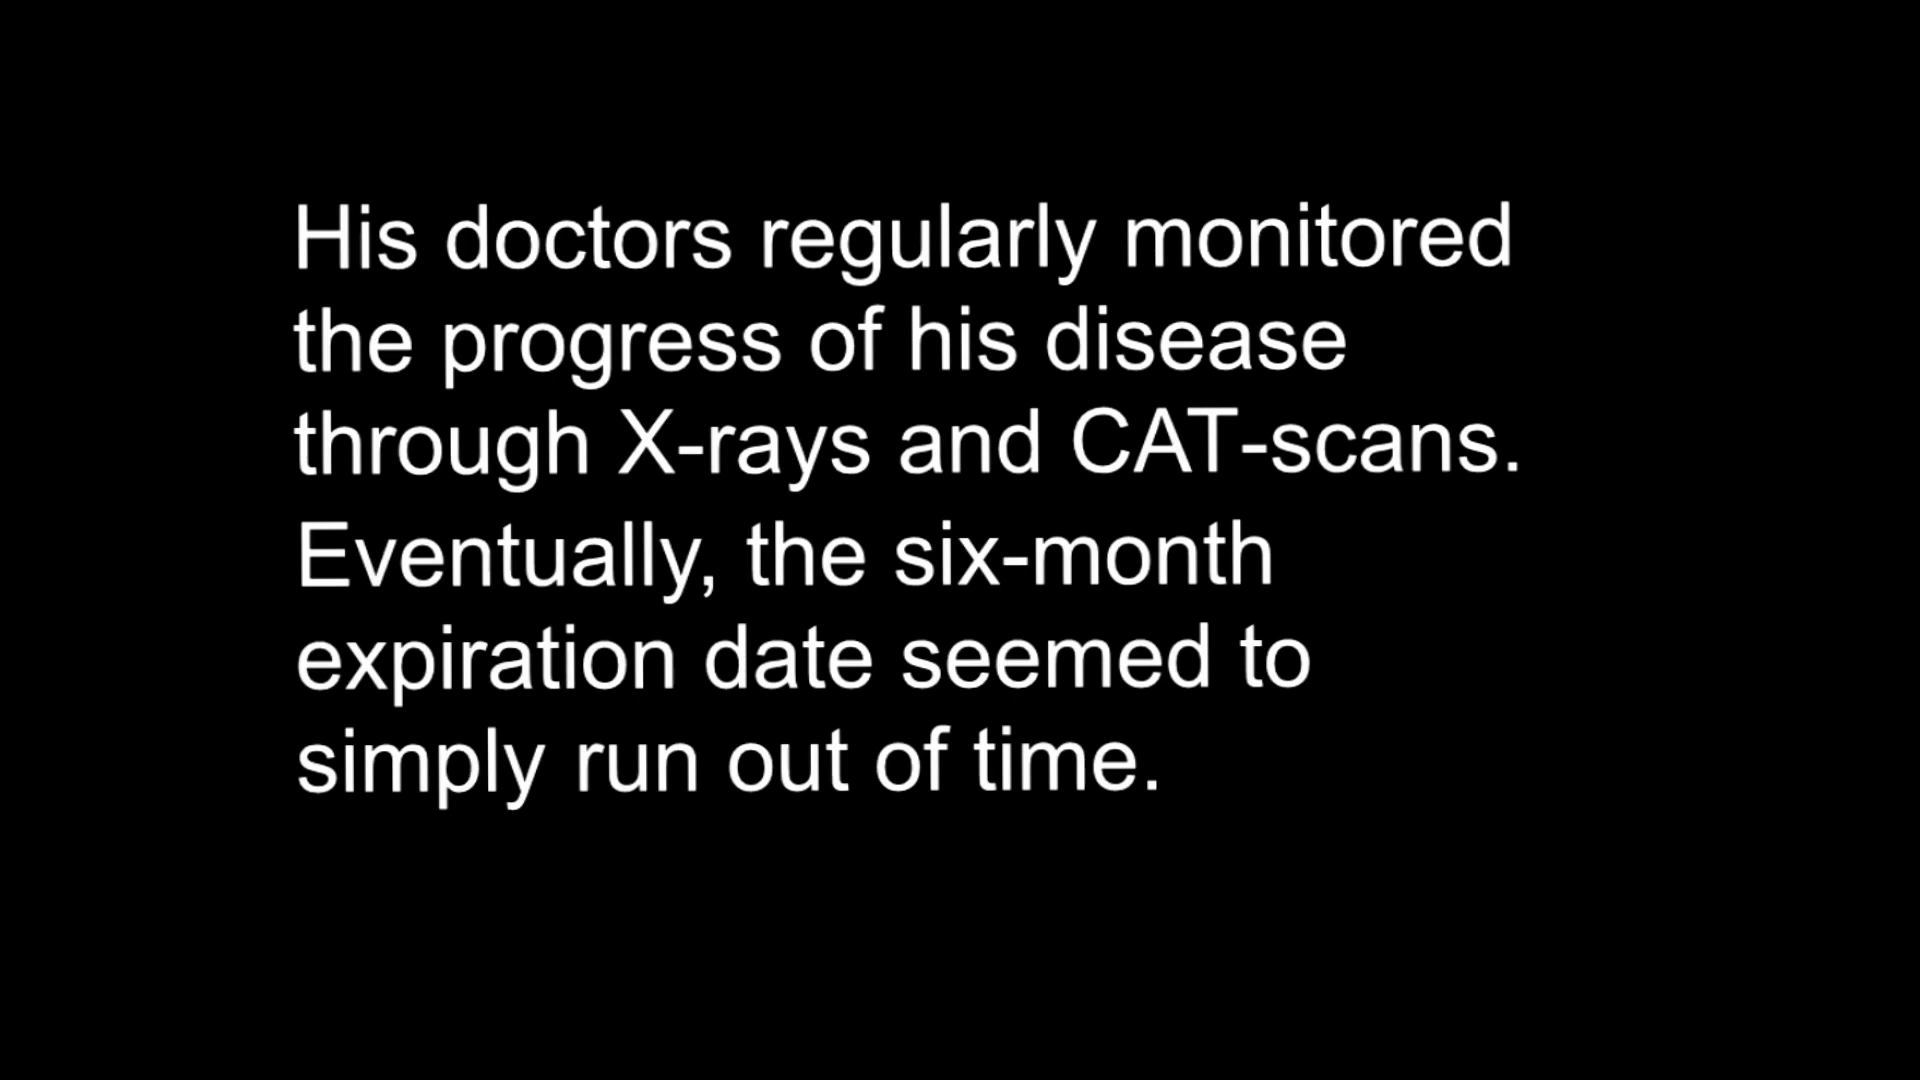 His doctors regularly monitored
the progress of his disease
through X-rays and CAT-scans.
Eventually, the six-month
expiration date seemed to
simply run out of time.